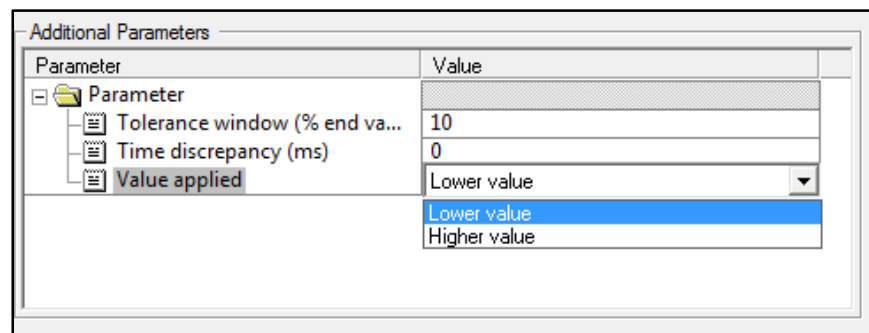 Additional Parameters
Parameter Value
Parameter
Tolerance window (% end va... 10
Time discrepancy (ms) 0
Value applied Lower value
Lower value
Higher value